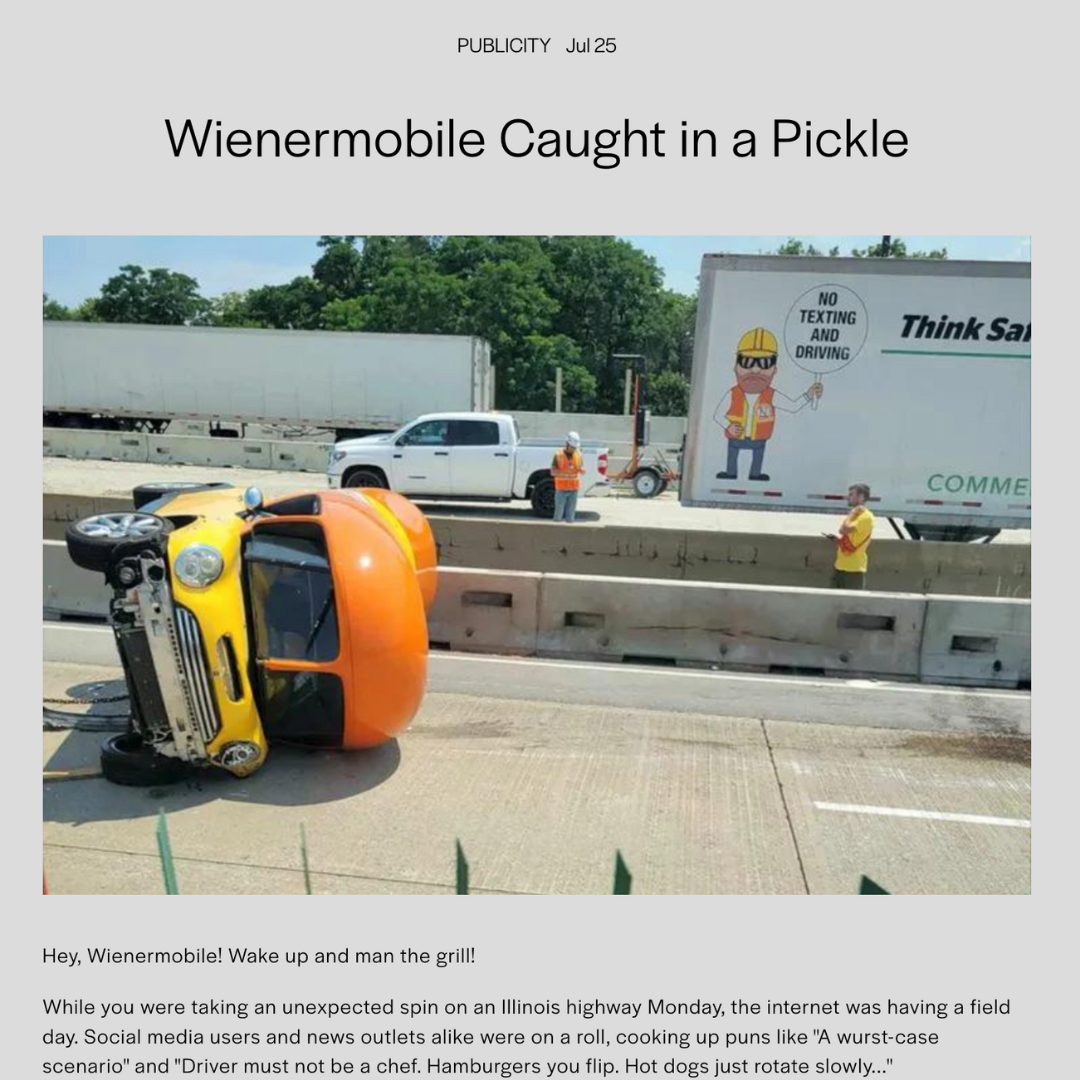 PUBLICITY Jul 25
Wienermobile Caught in a Pickle
NO
TEXTING
AND
DRIVING
Think Saf
N
COMME
Hey, Wienermobile! Wake up and man the grill!
While you were taking an unexpected spin on an Illinois highway Monday, the internet was having a field
day. Social media users and news outlets alike were on a roll, cooking up puns like "A wurst-case
scenario" and "Driver must not be a chef. Hamburgers you flip. Hot dogs just rotate slowly..."